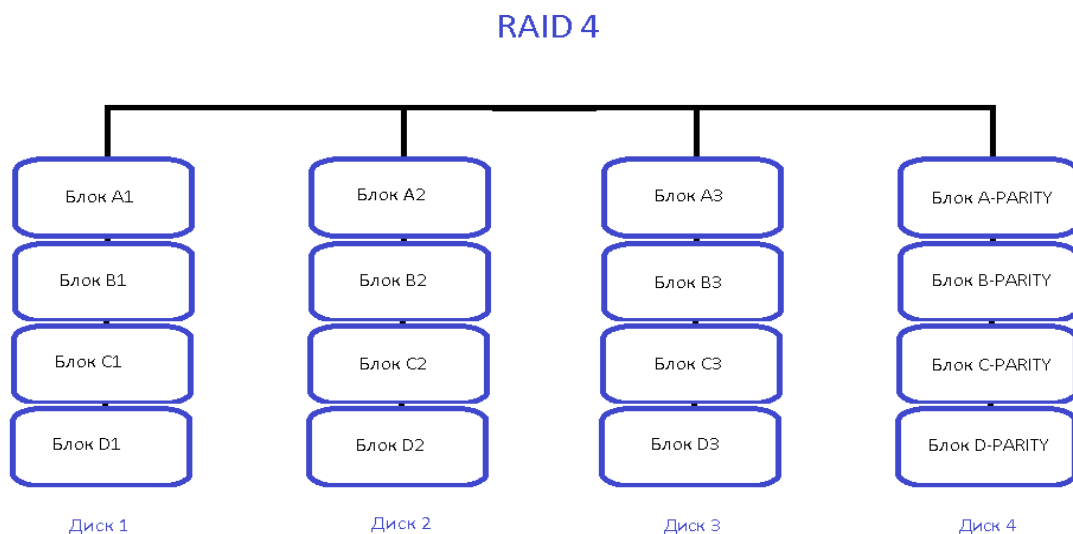 RAID 4
Блок A1
Блок A2
Блок A3
Блок A-PARITY
Блок B1
Блок B2
Блок B3
Блок B-PARITY
Блок C1
Блок C2
Блок C3
Блок C-PARITY
Блок D1
Блок D2
Блок D3
Блок D-PARITY
Диск 1
Диск 2
Диск 3
Диск 4